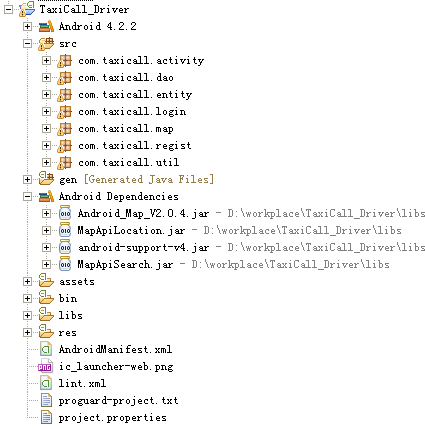 TaxiCall_Driver
Android 4.2.2
src
com.taxicall.activity
com.taxicall.dao
com.taxicall.entity
com.taxicall.login
com.taxicall.map
com.taxicall.regist
com.taxicall.util
gen [Generated Java Files]
Android Dependencies
Android_Map_V2.0.4.jar - D:\workplace\TaxiCall_Driver\libs
MapApiLocation.jar - D:\workplace\TaxiCall_Driver\libs
android-support-v4.jar - D:\workplace\TaxiCall_Driver\libs
MapApiSearch.jar - D:\workplace\TaxiCall_Driver\libs
assets
bin
libs
res
AndroidManifest.xml
ic_launcher-web.png
lint.xml
proguard-project.txt
project.properties